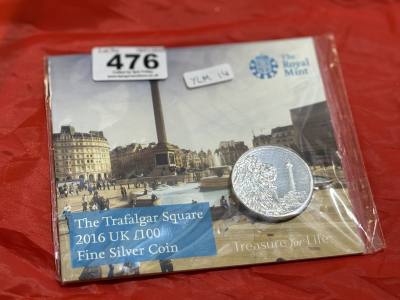 476
YLM 14
The Royal Mint
The Trafalgar Square
2016 UK £100
Fine Silver Coin
Treasure for Life